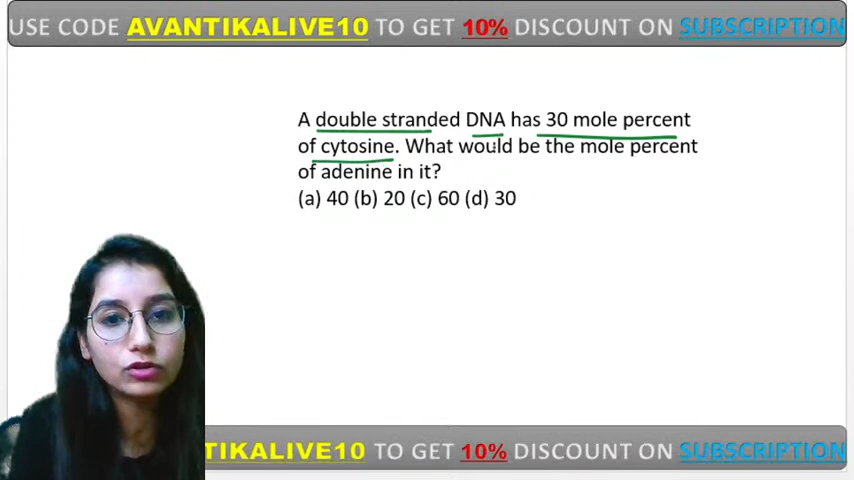 USE CODE AVANTIKALIVE10 TO GET 10% DISCOUNT ON SUBSCRIPTION
A double stranded DNA has 30 mole percent
of cytosine. What would be the mole percent
of adenine in it?
(a) 40 (b) 20 (c) 60 (d) 30
TIKALIVE10 TO GET 10% DISCOUNT ON SUBSCRIPTION